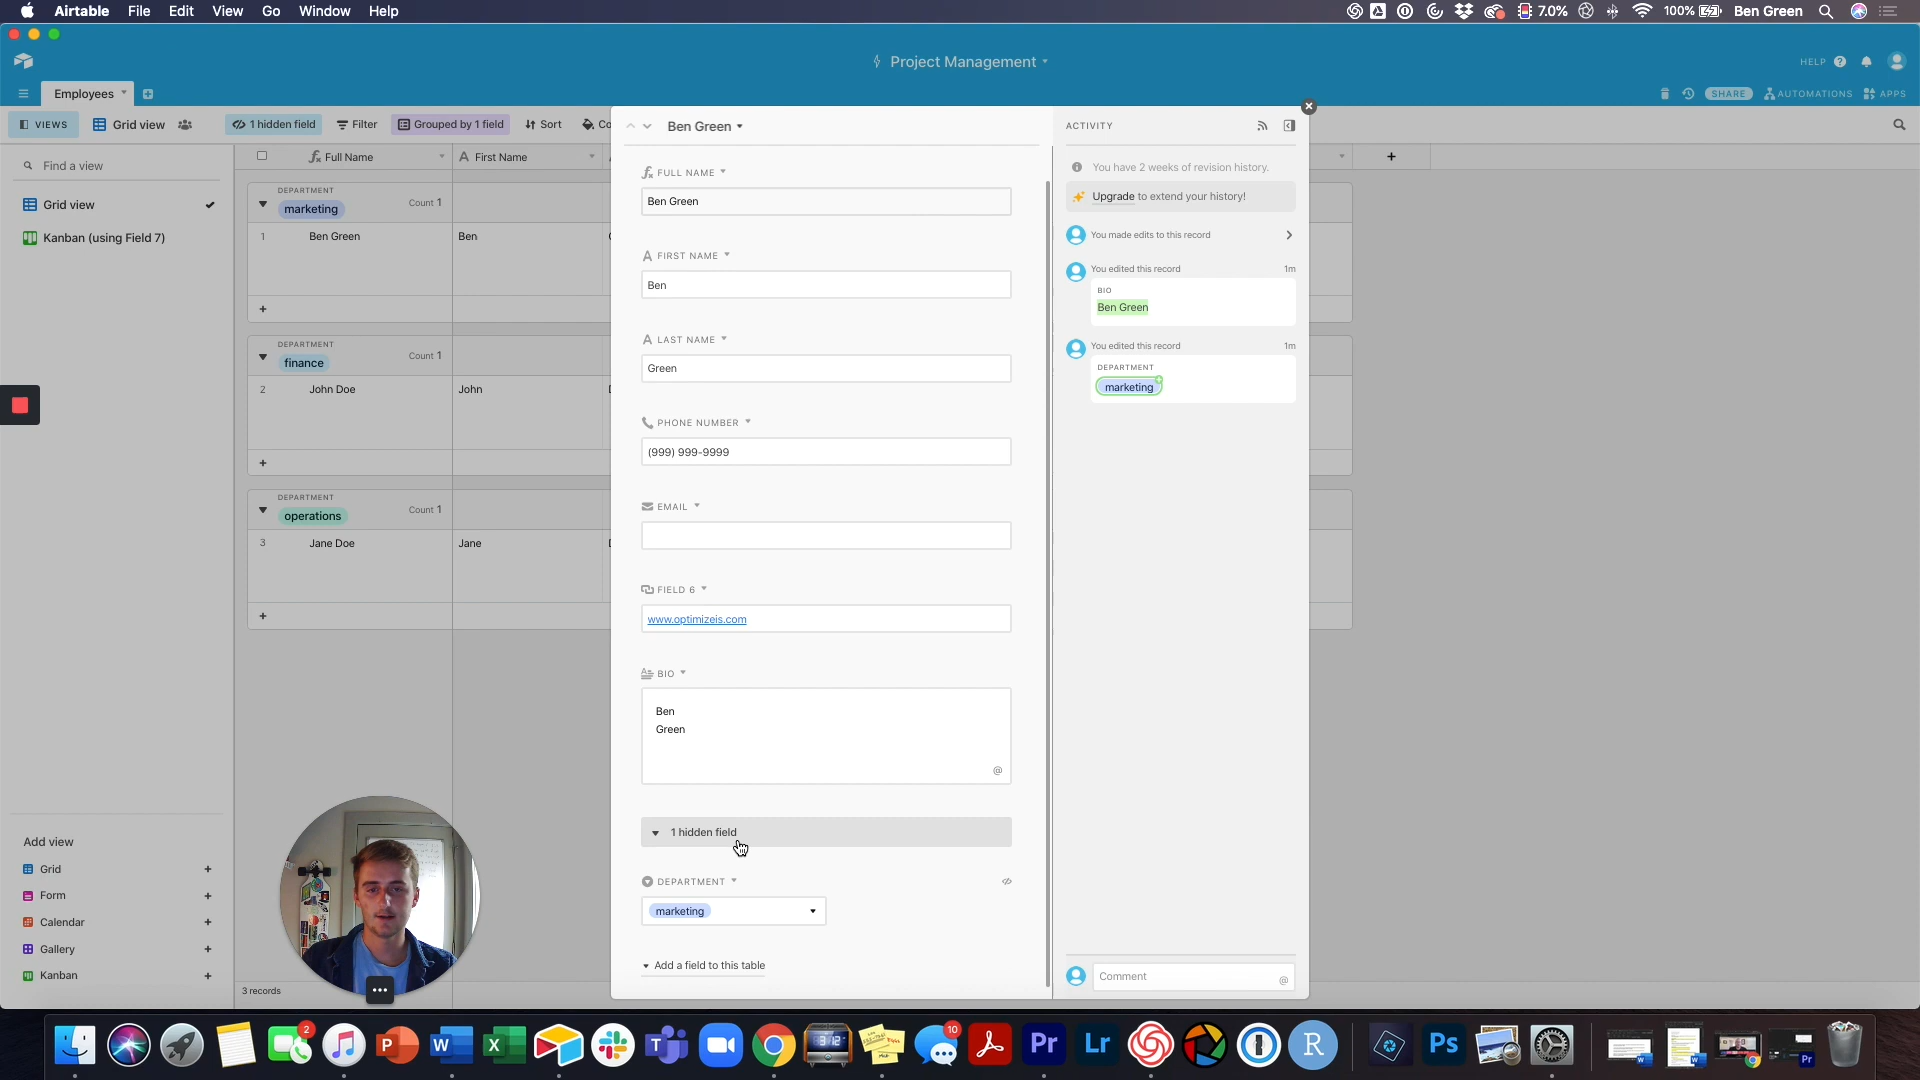 Airtable File Edit View Go Window Help
7.0% 100% Ben Green
Project Management
HELP
Employees
SHARE AUTOMATIONS APPS
VIEWS Grid view 1 hidden field Filter Grouped by 1 field Sort Co
Find a view
Grid view
Kanban (using Field 7)
Full Name First Name
DEPARTMENT
marketing Count 1
1 Ben Green Ben
DEPARTMENT
finance Count 1
2 John Doe John
DEPARTMENT
operations Count 1
3 Jane Doe Jane
Add view
Grid
Form
Calendar
Gallery
Kanban
3 records
Ben Green
FULL NAME
Ben Green
FIRST NAME
Ben
LAST NAME
Green
PHONE NUMBER
(999) 999-9999
EMAIL
FIELD 6
www.optimizeis.com
BIO
Ben
Green
@
1 hidden field
DEPARTMENT
marketing
Add a field to this table
ACTIVITY
You have 2 weeks of revision history.
Upgrade to extend your history!
You made edits to this record
You edited this record 1m
BIO
Ben Green
You edited this record 1m
DEPARTMENT
marketing
Comment @
2 P W X 10 Pr Lr R Ps